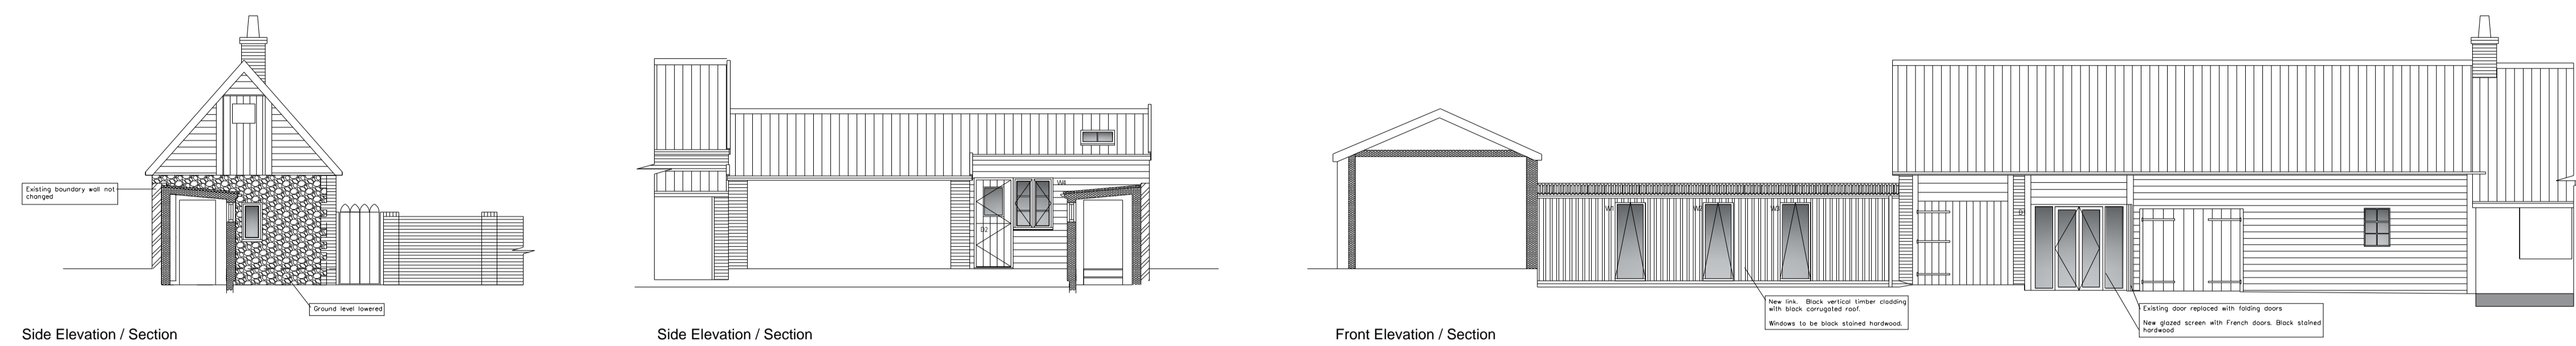 Existing boundary wall not
changed
Ground level lowered
Side Elevation / Section
W4
D2
Side Elevation / Section
W1
W2
W3
New link. Black vertical timber cladding
with black corrugated roof.
Windows to be black stained hardwood.
Existing door replaced with folding doors
New glazed screen with French doors. Black stained
hardwood
Front Elevation / Section